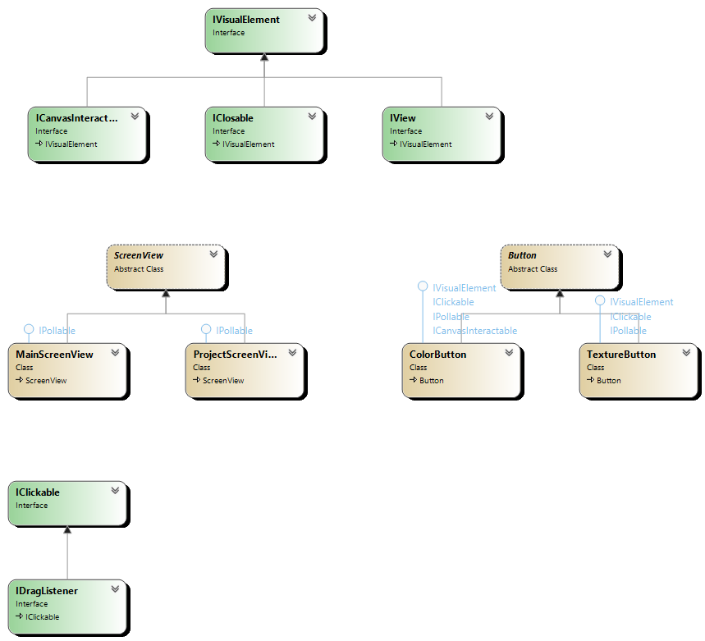 IVisualElement
Interface
ICanvasInteract...
Interface
IVisualElement
IClosable
Interface
IVisualElement
IView
Interface
IVisualElement
ScreenView
Abstract Class
Button
Abstract Class
IPollable
IPollable
IVisualElement
IClickable
IPollable
ICanvasInteractable
IVisualElement
IClickable
IPollable
MainScreenView
Class
ScreenView
ProjectScreenVi...
Class
ScreenView
ColorButton
Class
Button
TextureButton
Class
Button
IClickable
Interface
IDragListener
Interface
IClickable